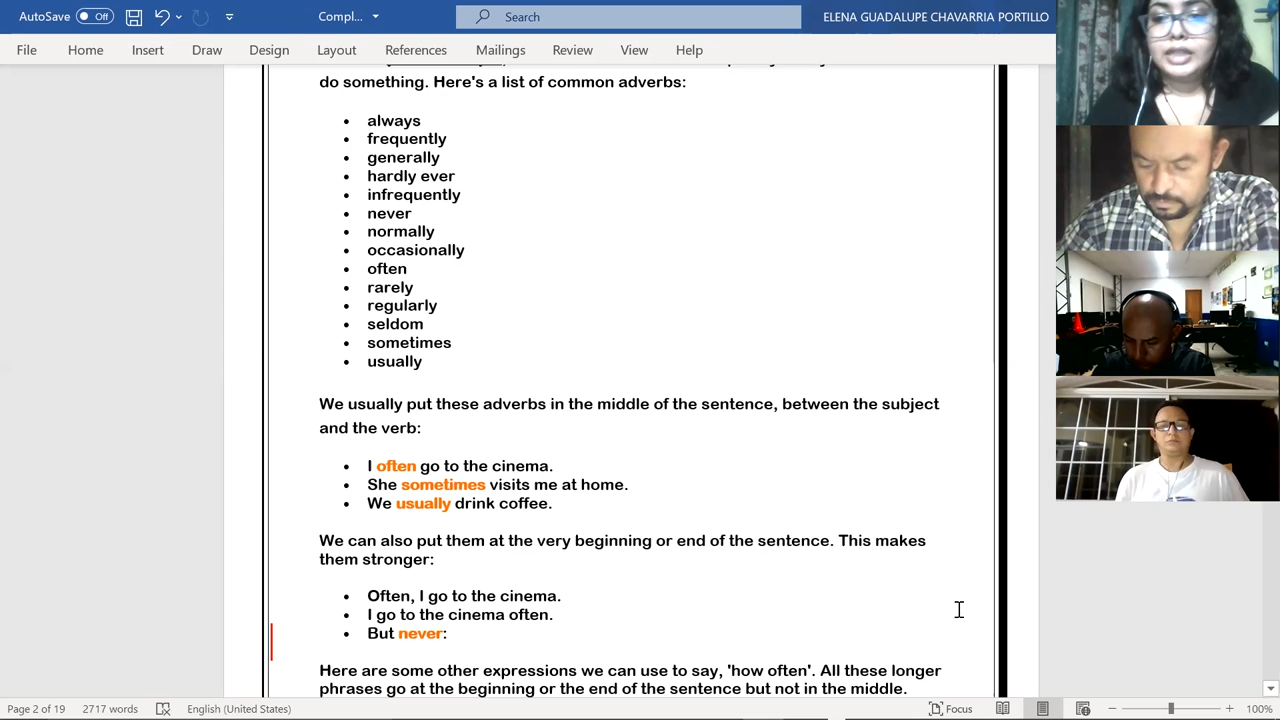 AutoSave Off Compl... Search ELENA GUADALUPE CHAVARRIA PORTILLO
File Home Insert Draw Design Layout References Mailings Review View Help
do something. Here's a list of common adverbs:
• always
• frequently
• generally
• hardly ever
• infrequently
• never
• normally
• occasionally
• often
• rarely
• regularly
• seldom
• sometimes
• usually
We usually put these adverbs in the middle of the sentence, between the subject
and the verb:
• I often go to the cinema.
• She sometimes visits me at home.
• We usually drink coffee.
We can also put them at the very beginning or end of the sentence. This makes
them stronger:
• Often, I go to the cinema.
• I go to the cinema often.
• But never:
Here are some other expressions we can use to say, 'how often'. All these longer
phrases go at the beginning or the end of the sentence but not in the middle.
Page 2 of 19 2717 words English (United States) Focus 100%